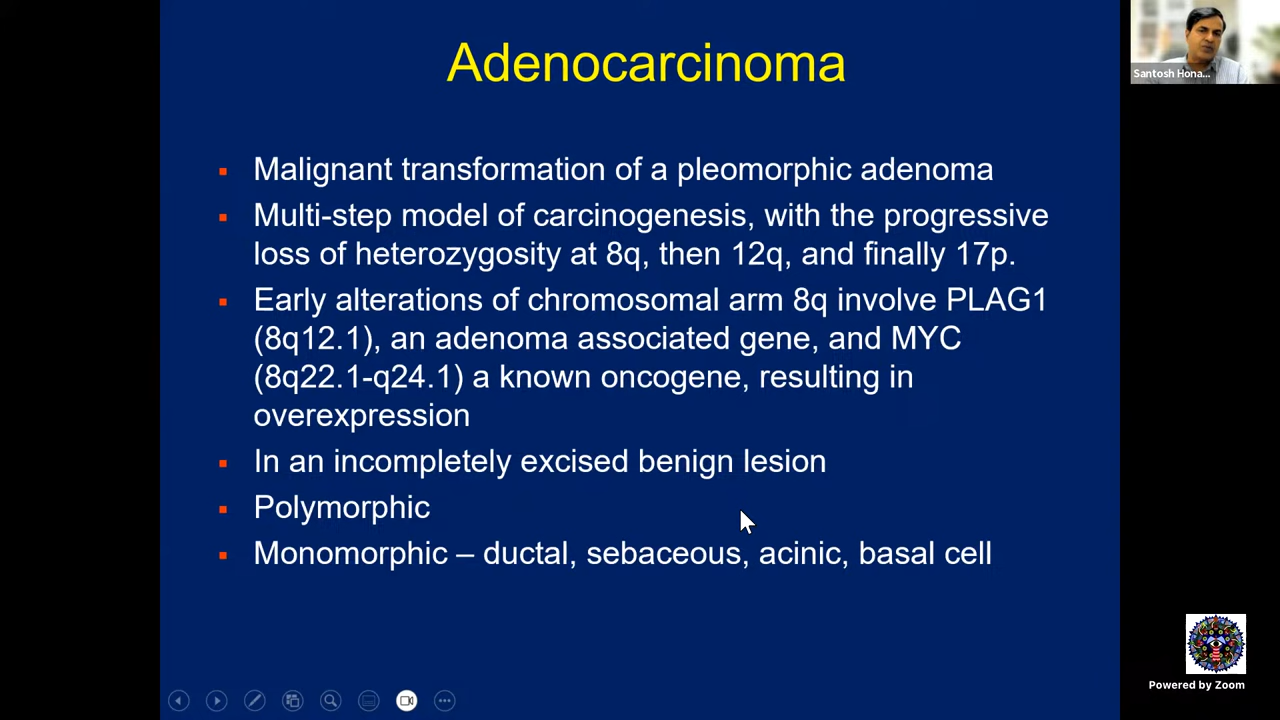 Adenocarcinoma
Santosh Hona...
▪ Malignant transformation of a pleomorphic adenoma
▪ Multi-step model of carcinogenesis, with the progressive
loss of heterozygosity at 8q, then 12q, and finally 17p.
▪ Early alterations of chromosomal arm 8q involve PLAG1
(8q12.1), an adenoma associated gene, and MYC
(8q22.1-q24.1) a known oncogene, resulting in
overexpression
▪ In an incompletely excised benign lesion
▪ Polymorphic
▪ Monomorphic – ductal, sebaceous, acinic, basal cell
Powered by Zoom